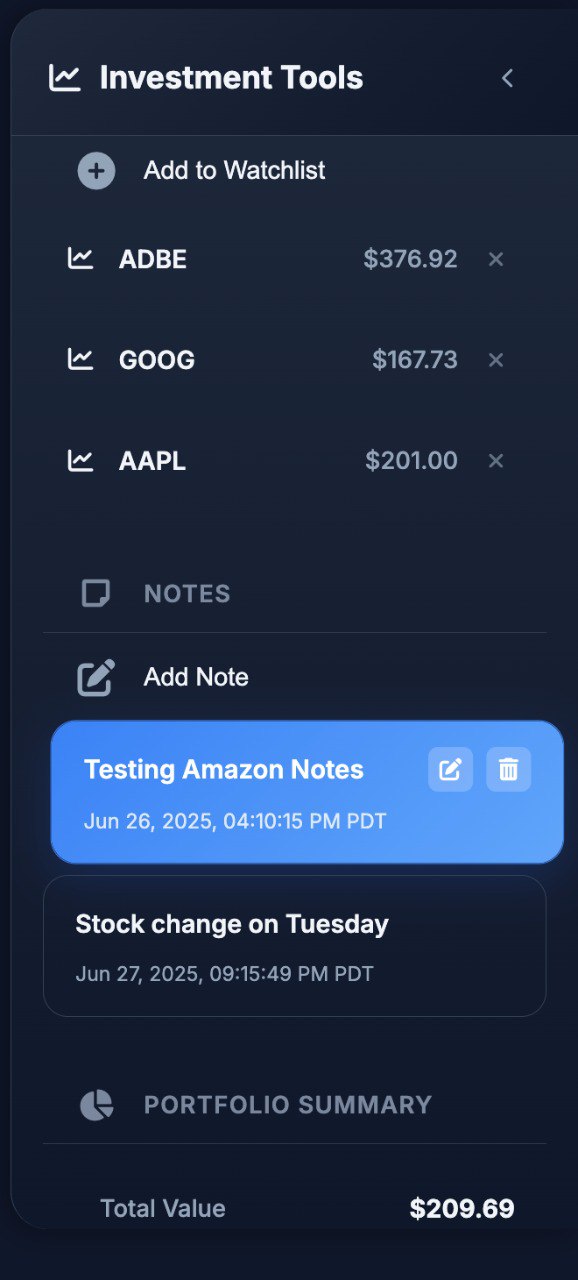 Investment Tools
Add to Watchlist
ADBE $376.92
GOOG $167.73
AAPL $201.00
NOTES
Add Note
Testing Amazon Notes
Jun 26, 2025, 04:10:15 PM PDT
Stock change on Tuesday
Jun 27, 2025, 09:15:49 PM PDT
PORTFOLIO SUMMARY
Total Value $209.69